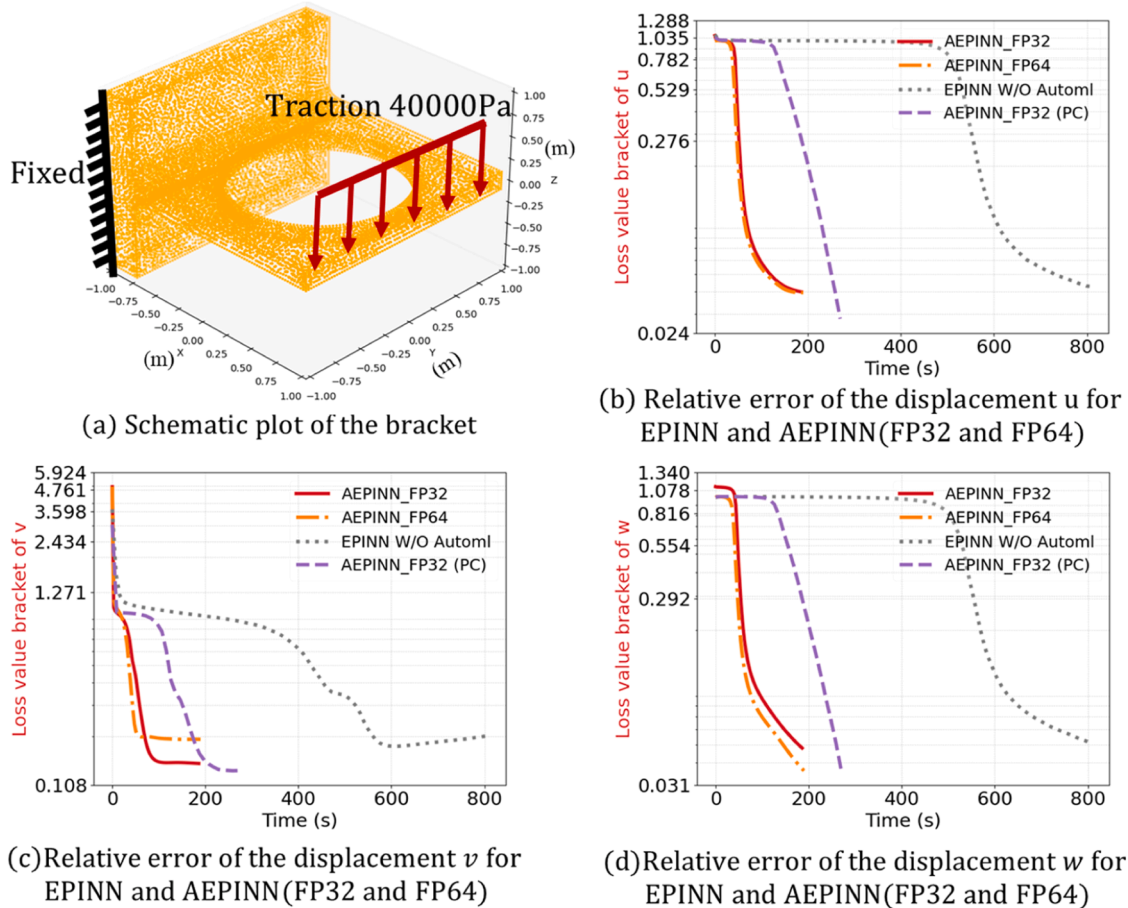 Traction 40000Pa
Fixed
1.00
0.75
0.50
(m)
0.25
Z
0.00
−0.25
−0.50
−0.75
−1.00
−1.00
−0.75
−0.50
−0.25
0.00
0.25
0.50
0.75
1.00
(m)
X
−1.00
−0.75
−0.50
−0.25
0.00
0.25
0.50
0.75
1.00
Y
(m)
(a) Schematic plot of the bracket
1.288
1.035
0.782
0.529
0.276
0.024
Loss value bracket of u
AEPINN_FP32
AEPINN_FP64
EPINN W/O Automl
AEPINN_FP32 (PC)
0 200 400 600 800
Time (s)
(b) Relative error of the displacement u for
EPINN and AEPINN(FP32 and FP64)
5.924
4.761
3.598
2.434
1.271
0.108
Loss value bracket of v
AEPINN_FP32
AEPINN_FP64
EPINN W/O Automl
AEPINN_FP32 (PC)
0 200 400 600 800
Time (s)
(c)Relative error of the displacement v for
EPINN and AEPINN(FP32 and FP64)
1.340
1.078
0.816
0.554
0.292
0.031
Loss value bracket of w
AEPINN_FP32
AEPINN_FP64
EPINN W/O Automl
AEPINN_FP32 (PC)
0 200 400 600 800
Time (s)
(d)Relative error of the displacement w for
EPINN and AEPINN(FP32 and FP64)